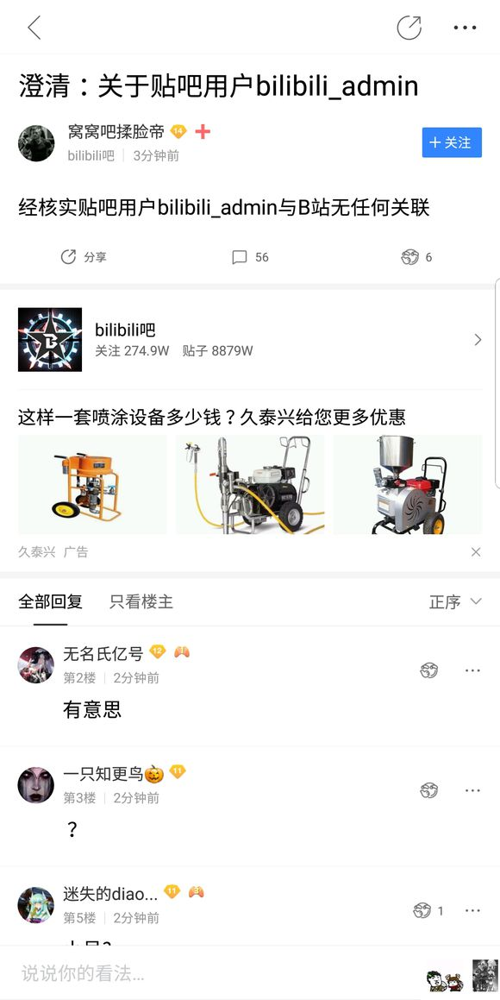 澄清：关于贴吧用户bilibili_admin
窝窝吧揉脸帝 14
bilibili吧 3分钟前
+关注
经核实贴吧用户bilibili_admin与B站无任何关联
分享 56 6
bilibili吧
关注 274.9W 贴子 8879W
这样一套喷涂设备多少钱？久泰兴给您更多优惠
久泰兴 广告
全部回复 只看楼主 正序
无名氏亿号 12
第2楼 2分钟前
有意思
一只知更鸟🎃 11
第3楼 2分钟前
？
迷失的diao... 11 3
第5楼 2分钟前
1
说说你的看法...